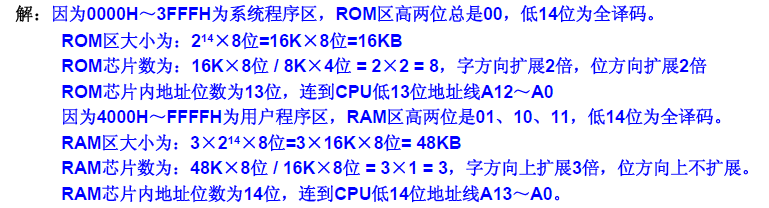 解：因为0000H～3FFFH为系统程序区，ROM区高两位总是00，低14位为全译码。
ROM区大小为：2¹⁴×8位=16K×8位=16KB
ROM芯片数为：16K×8位 / 8K×4位 = 2×2 = 8，字方向扩展2倍，位方向扩展2倍
ROM芯片内地址位数为13位，连到CPU低13位地址线A12～A0
因为4000H～FFFFH为用户程序区，RAM区高两位是01、10、11，低14位为全译码。
RAM区大小为：3×2¹⁴×8位=3×16K×8位= 48KB
RAM芯片数为：48K×8位 / 16K×8位 = 3×1 = 3，字方向上扩展3倍，位方向上不扩展。
RAM芯片内地址位数为14位，连到CPU低14位地址线A13～A0。